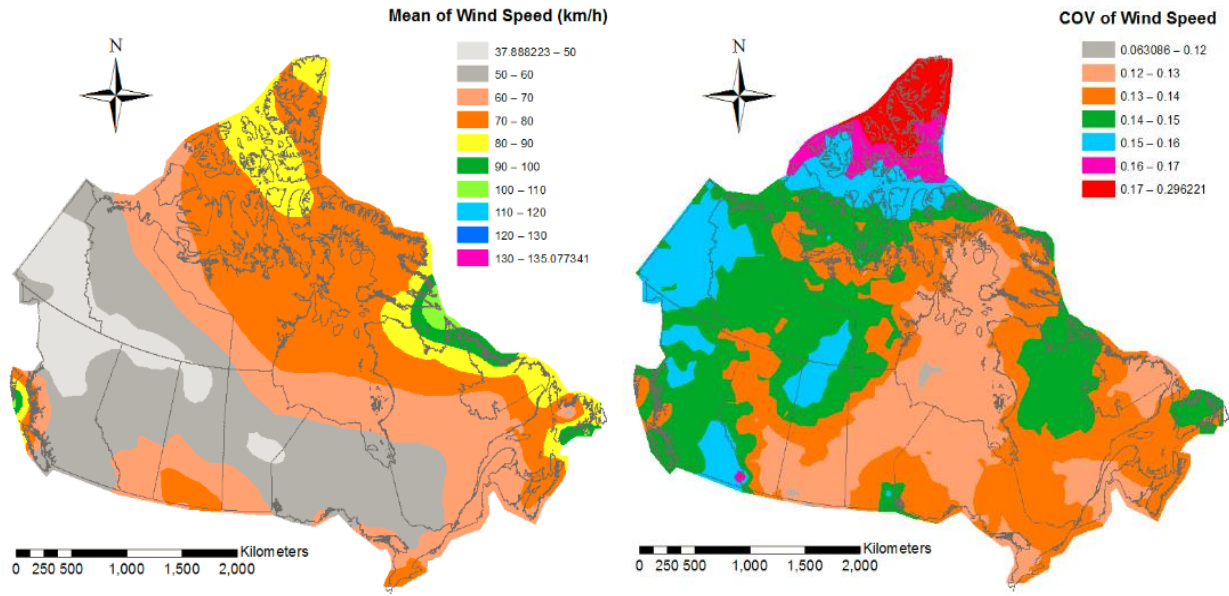 Mean of Wind Speed (km/h)
N
37.888223 – 50
50 – 60
60 – 70
70 – 80
80 – 90
90 – 100
100 – 110
110 – 120
120 – 130
130 – 135.077341
Kilometers
0 250 500 1,000 1,500 2,000
COV of Wind Speed
N
0.063086 – 0.12
0.12 – 0.13
0.13 – 0.14
0.14 – 0.15
0.15 – 0.16
0.16 – 0.17
0.17 – 0.296221
Kilometers
0 250 500 1,000 1,500 2,000